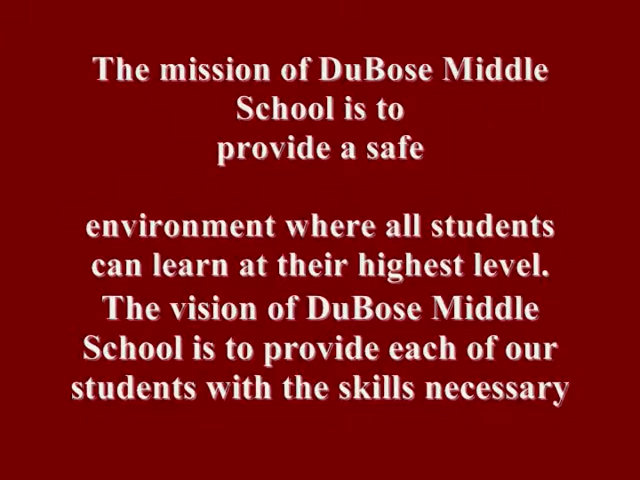 The mission of DuBose Middle
School is to
provide a safe
environment where all students
can learn at their highest level.
The vision of DuBose Middle
School is to provide each of our
students with the skills necessary